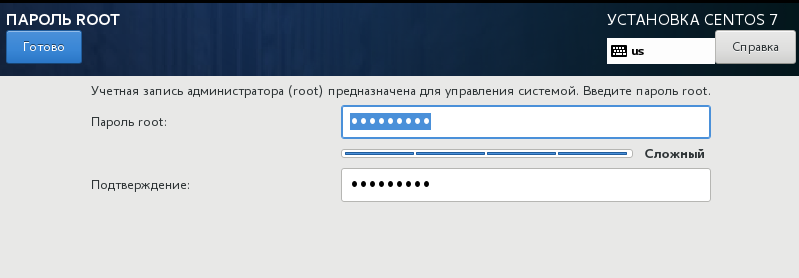 ПАРОЛЬ ROOT
УСТАНОВКА CENTOS 7
Готово
us
Справка
Учетная запись администратора (root) предназначена для управления системой. Введите пароль root.
Пароль root:
•••••••••
Сложный
Подтверждение:
•••••••••